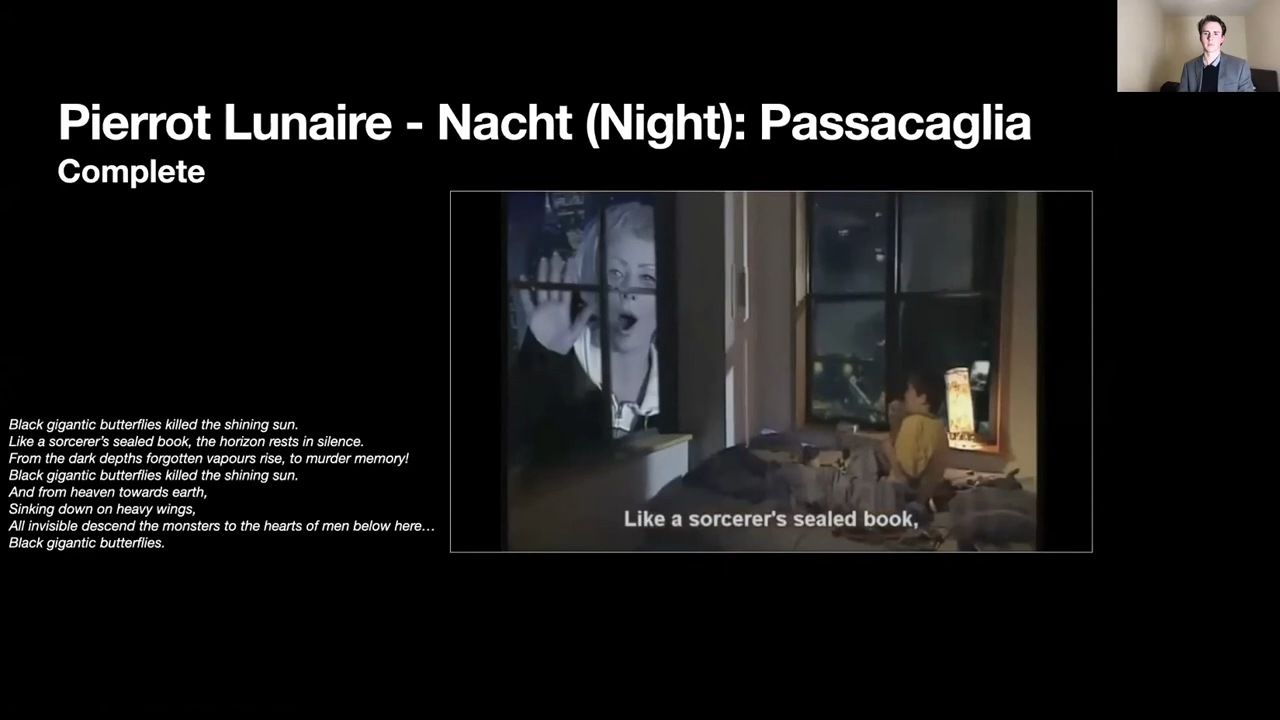 Pierrot Lunaire - Nacht (Night): Passacaglia
Complete
Black gigantic butterflies killed the shining sun.
Like a sorcerer's sealed book, the horizon rests in silence.
From the dark depths forgotten vapours rise, to murder memory!
Black gigantic butterflies killed the shining sun.
And from heaven towards earth,
Sinking down on heavy wings,
All invisible descend the monsters to the hearts of men below here…
Black gigantic butterflies.
Like a sorcerer's sealed book,